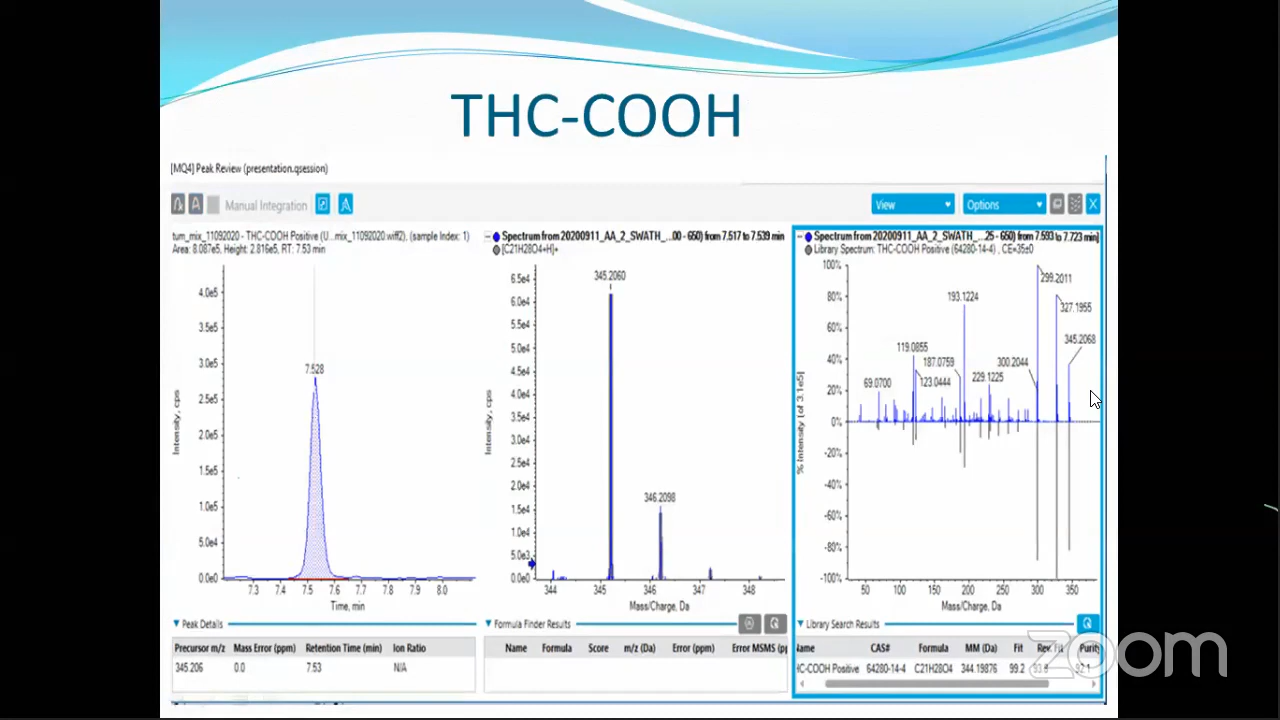 THC-COOH
[MQ4] Peak Review (presentation.qsession)
Manual Integration
View
Options
tum_mix_11092020 - THC-COOH Positive (U...mix_11092020.wiff2), (sample Index: 1)
Area: 8.087e5, Height: 2.816e5, RT: 7.53 min
4.0e5
3.5e5
3.0e5
2.5e5
2.0e5
1.5e5
1.0e5
5.0e4
0.0e0
Intensity, cps
7.528
7.3 7.4 7.5 7.6 7.7 7.8 7.9 8.0
Time, min
Spectrum from 20200911_AA_2_SWATH_...00 - 650) from 7.517 to 7.539 min
[C21H28O4+H]+
6.5e4
6.0e4
5.5e4
5.0e4
4.5e4
4.0e4
3.5e4
3.0e4
2.5e4
2.0e4
1.5e4
1.0e4
5.0e3
0.0e0
Intensity, cps
345.2060
346.2098
344 345 346 347 348
Mass/Charge, Da
Spectrum from 20200911_AA_2_SWATH_...25 - 650) from 7.593 to 7.723 min]
Library Spectrum: THC-COOH Positive (64280-14-4) , CE=35±0
100%
80%
60%
40%
20%
0%
-20%
-40%
-60%
-80%
-100%
% Intensity (of 3.1e5)
299.2011
327.1955
193.1224
345.2068
119.0855
187.0759
300.2044
69.0700
123.0444
229.1225
50 100 150 200 250 300 350
Mass/Charge, Da
Peak Details
Precursor m/z Mass Error (ppm) Retention Time (min) Ion Ratio
345.206 0.0 7.53 N/A
Formula Finder Results
Name Formula Score m/z (Da) Error (ppm) Error MSMS (pp
Library Search Results
Name CAS# Formula MM (Da) Fit Rev. Fit Purity
HC-COOH Positive 64280-14-4 C21H28O4 344.19876 99.2 92.1
zoom